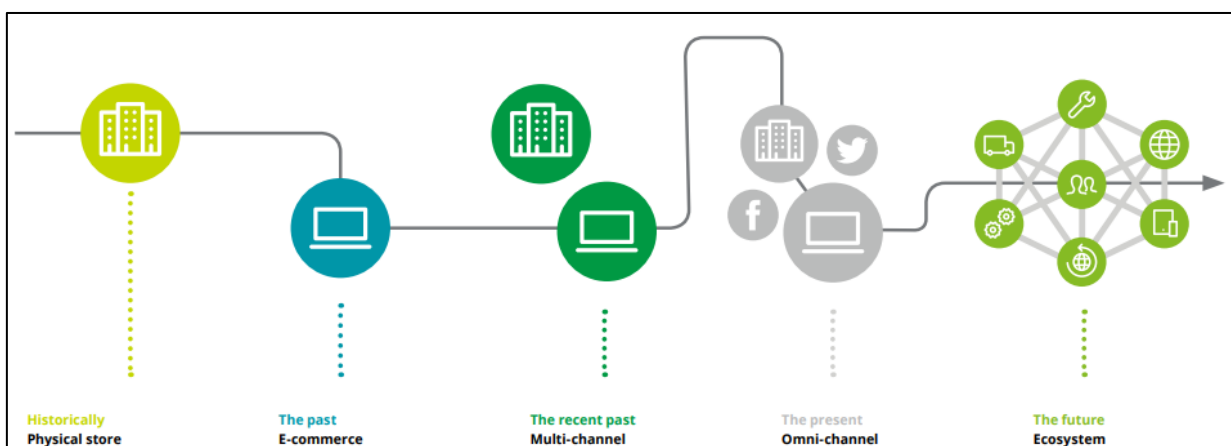 Historically
Physical store
The past
E-commerce
The recent past
Multi-channel
The present
Omni-channel
The future
Ecosystem